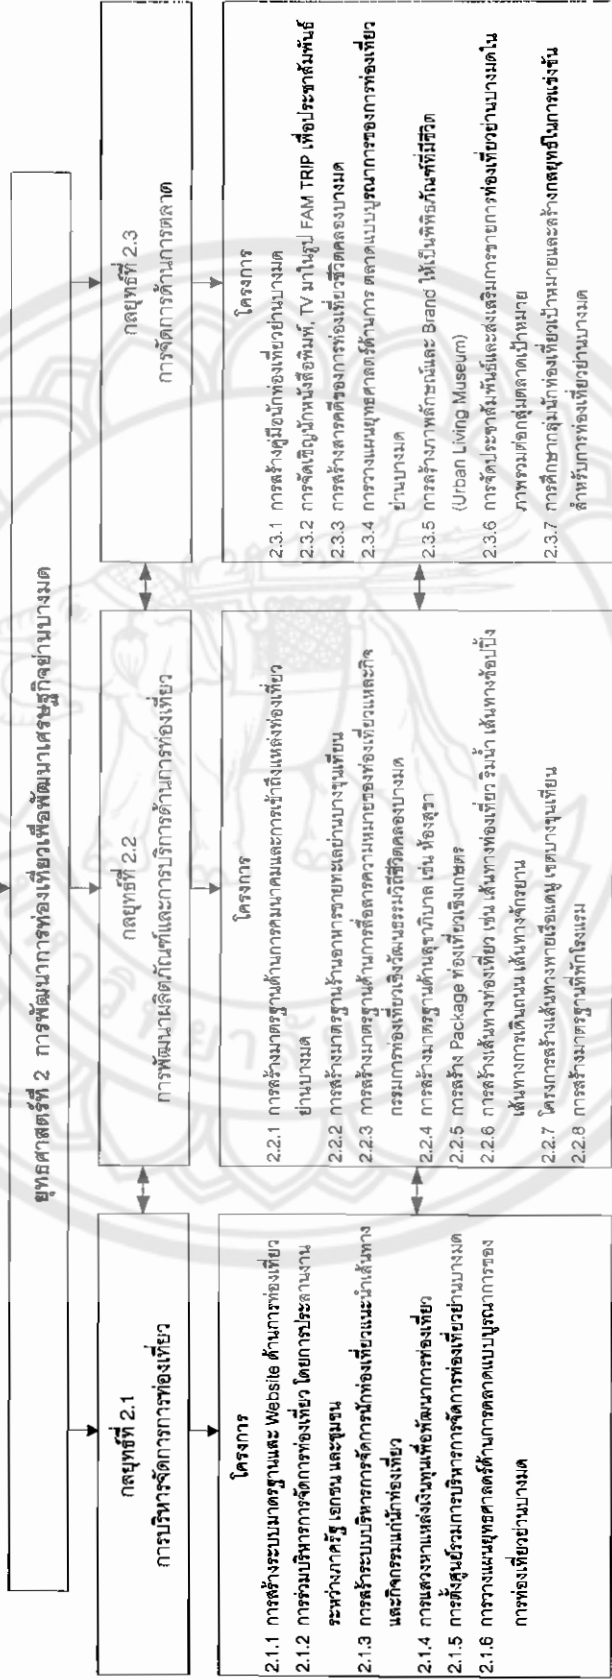 ยุทธศาสตร์ที่ 2 การพัฒนาการท่องเที่ยวเพื่อพัฒนาเศรษฐกิจย่านบางมด
กลยุทธ์ที่ 2.1
การบริหารจัดการการท่องเที่ยว
โครงการ
2.1.1 การสร้างระบบมาตรฐานและ Website ด้านการท่องเที่ยว
2.1.2 การร่วมบริหารการจัดการท่องเที่ยว โดยการประสานงาน
ระหว่างภาครัฐ เอกชน และชุมชน
2.1.3 การสร้าระบบบริหารการจัดการนักท่องเที่ยวแนะนำเส้นทาง
และกิจกรรมแก่นักท่องเที่ยว
2.1.4 การแสวงหาแหล่งเงินทุนเพื่อพัฒนาการท่องเที่ยว
2.1.5 การตั้งศูนย์รวมการบริหารการจัดการท่องเที่ยวย่านบางมด
2.1.6 การวางแผนยุทธศาสตร์ด้านการตลาดแบบบูรณาการของ
การท่องเที่ยวย่านบางมด
กลยุทธ์ที่ 2.2
การพัฒนาผลิตภัณฑ์และการบริการด้านการท่องเที่ยว
โครงการ
2.2.1 การสร้างมาตรฐานด้านการคมนาคมและการเข้าถึงแหล่งท่องเที่ยว
ย่านบางมด
2.2.2 การสร้างมาตรฐานร้านอาหารชายทะเลย่านบางขุนเทียน
2.2.3 การสร้างมาตรฐานด้านการสื่อสารความหมายของท่องเที่ยวแหละกิจ
กรรมการท่องเที่ยวเชิงวัฒนธรรมวิถีชีวิตคลองบางมด
2.2.4 การสร้างมาตรฐานด้านสุขาภิบาล เช่น ห้องสุขา
2.2.5 การสร้าง Package ท่องเที่ยวเชิงเกษตร
2.2.6 การสร้างเส้นทางท่องเที่ยว เช่น เส้นทางท่องเที่ยว ริมน้ำ เส้นทางช้อปปิ้ง
เส้นทางการเดินถนน เส้นทางจักรยาน
2.2.7 โครงการสร้างเส้นทางพายเรือแคนู เขตบางขุนเทียน
2.2.8 การสร้างมาตรฐานที่พักโรงแรม
กลยุทธ์ที่ 2.3
การจัดการด้านการตลาด
โครงการ
2.3.1 การสร้างคู่มือนักท่องเที่ยวย่านบางมด
2.3.2 การจัดเชิญนักหนังสือพิมพ์, TV มาในรูป FAM TRIP เพื่อประชาสัมพันธ์
2.3.3 การสร้างสารคดีของการท่องเที่ยวชีวิตคลองบางมด
2.3.4 การวางแผนยุทธศาสตร์ด้านการ ตลาดแบบบูรณาการของการท่องเที่ยว
ย่านบางมด
2.3.5 การสร้างภาพลักษณ์และ Brand ให้เป็นพิพิธภัณฑ์ที่มีชีวิต
(Urban Living Museum)
2.3.6 การจัดประชาสัมพันธ์และส่งเสริมการขายการท่องเที่ยวย่านบางมดใน
ภาพรวมต่อกลุ่มตลาดเป้าหมาย
2.3.7 การศึกษากลุ่มนักท่องเที่ยวเป้าหมายและสร้างกลยุทธ์ในการแข่งขัน
สำหรับการท่องเที่ยวย่านบางมด